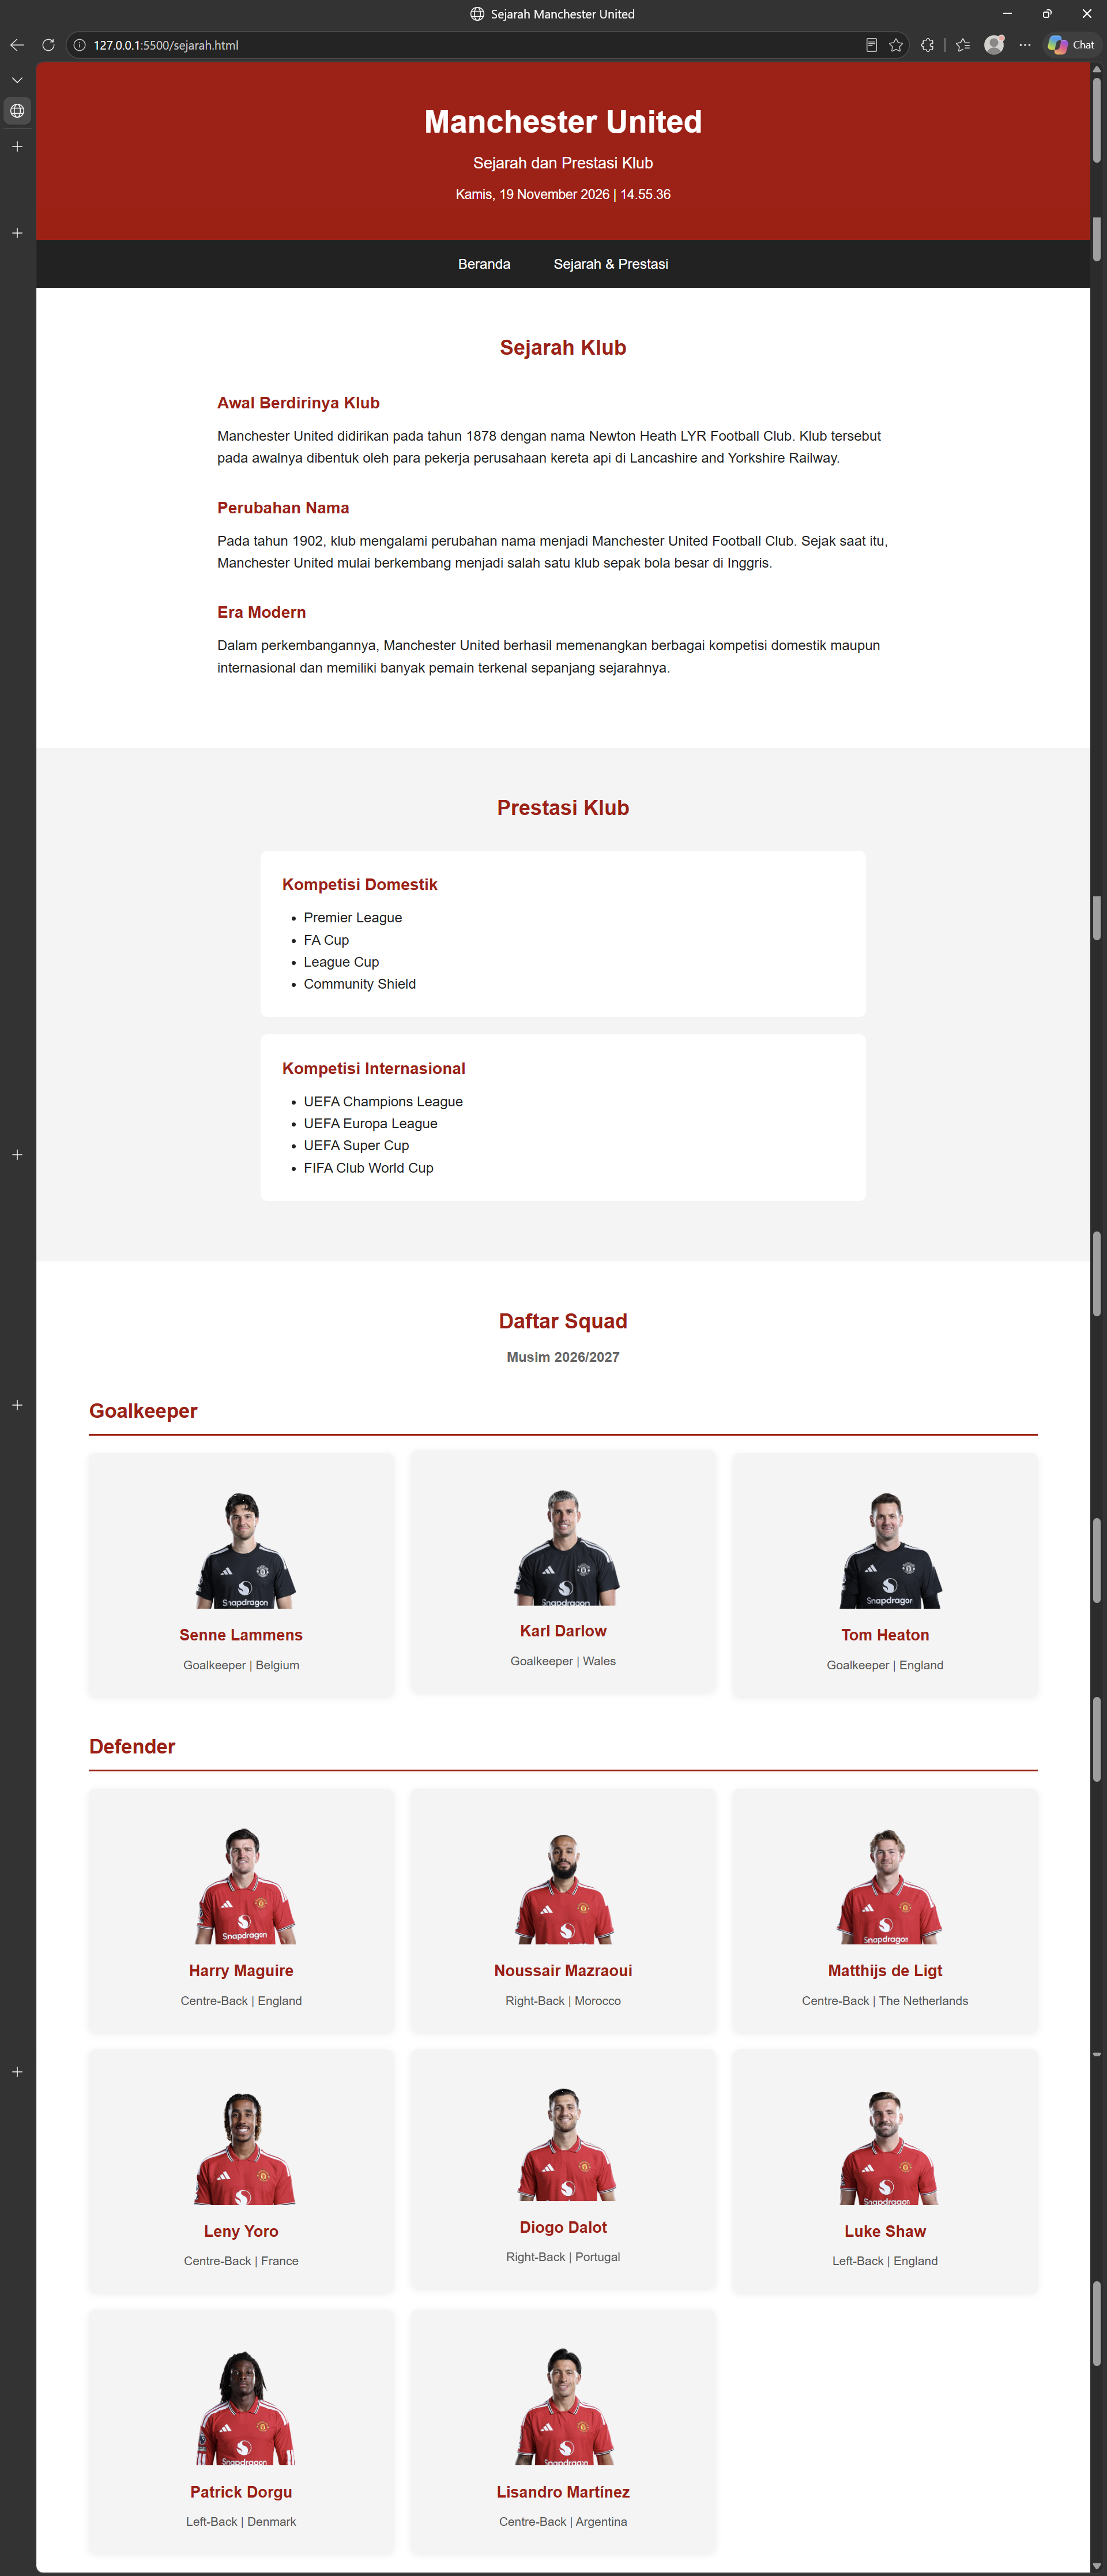 Sejarah Manchester United
127.0.0.1:5500/sejarah.html
Chat
Manchester United
Sejarah dan Prestasi Klub
Kamis, 19 November 2026 | 14.55.36
Beranda
Sejarah & Prestasi
Sejarah Klub
Awal Berdirinya Klub
Manchester United didirikan pada tahun 1878 dengan nama Newton Heath LYR Football Club. Klub tersebut
pada awalnya dibentuk oleh para pekerja perusahaan kereta api di Lancashire and Yorkshire Railway.
Perubahan Nama
Pada tahun 1902, klub mengalami perubahan nama menjadi Manchester United Football Club. Sejak saat itu,
Manchester United mulai berkembang menjadi salah satu klub sepak bola besar di Inggris.
Era Modern
Dalam perkembangannya, Manchester United berhasil memenangkan berbagai kompetisi domestik maupun
internasional dan memiliki banyak pemain terkenal sepanjang sejarahnya.
Prestasi Klub
Kompetisi Domestik
• Premier League
• FA Cup
• League Cup
• Community Shield
Kompetisi Internasional
• UEFA Champions League
• UEFA Europa League
• UEFA Super Cup
• FIFA Club World Cup
Daftar Squad
Musim 2026/2027
Goalkeeper
Snapdragon
Snapdragon
Snapdragon
Senne Lammens
Karl Darlow
Tom Heaton
Goalkeeper | Belgium
Goalkeeper | Wales
Goalkeeper | England
Defender
Snapdragon
Snapdragon
Snapdragon
Harry Maguire
Noussair Mazraoui
Matthijs de Ligt
Centre-Back | England
Right-Back | Morocco
Centre-Back | The Netherlands
Snapdragon
Leny Yoro
Diogo Dalot
Luke Shaw
Centre-Back | France
Right-Back | Portugal
Left-Back | England
Snapdragon
Snapdragon
Patrick Dorgu
Lisandro Martínez
Left-Back | Denmark
Centre-Back | Argentina